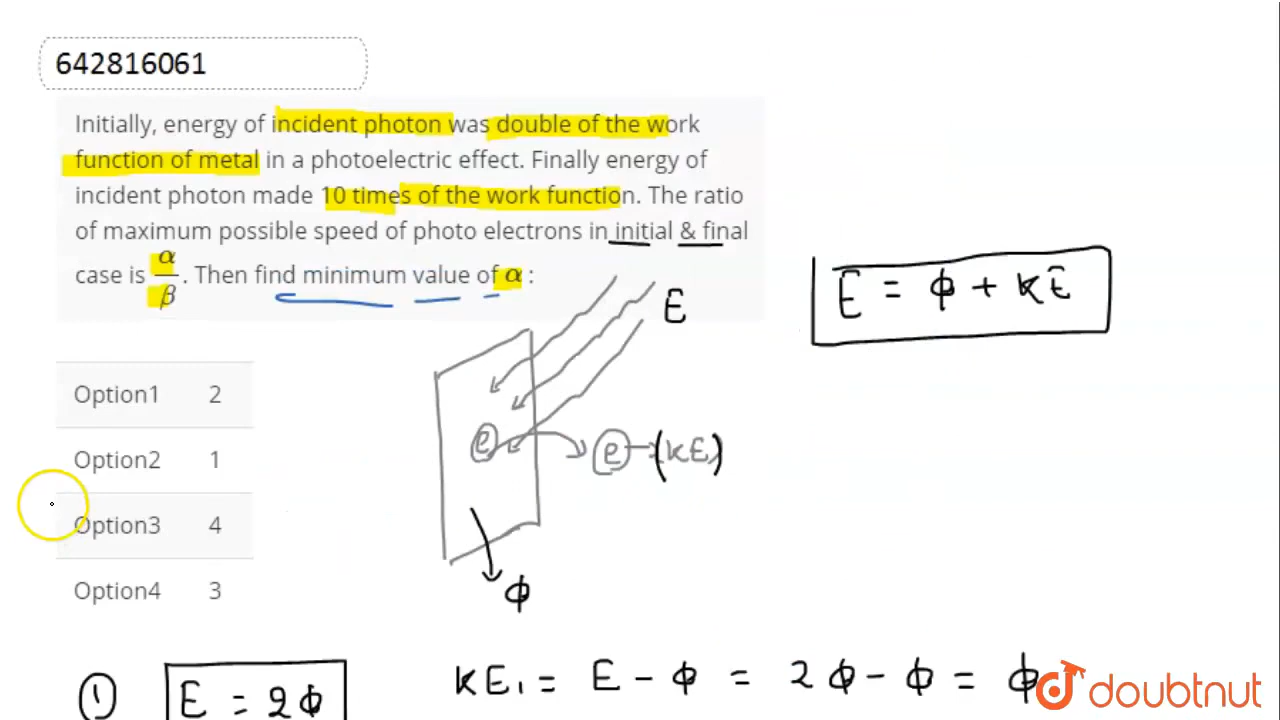 642816061
Initially, energy of incident photon was double of the work
function of metal in a photoelectric effect. Finally energy of
incident photon made 10 times of the work function. The ratio
of maximum possible speed of photo electrons in initial & final
case is α/β. Then find minimum value of α :
E
E = ϕ + KE
Option1 2
Option2 1
Option3 4
Option4 3
e
e → (KE)
ϕ
① E = 2ϕ
KE₁ = E - ϕ = 2ϕ - ϕ = ϕ
doubtnut